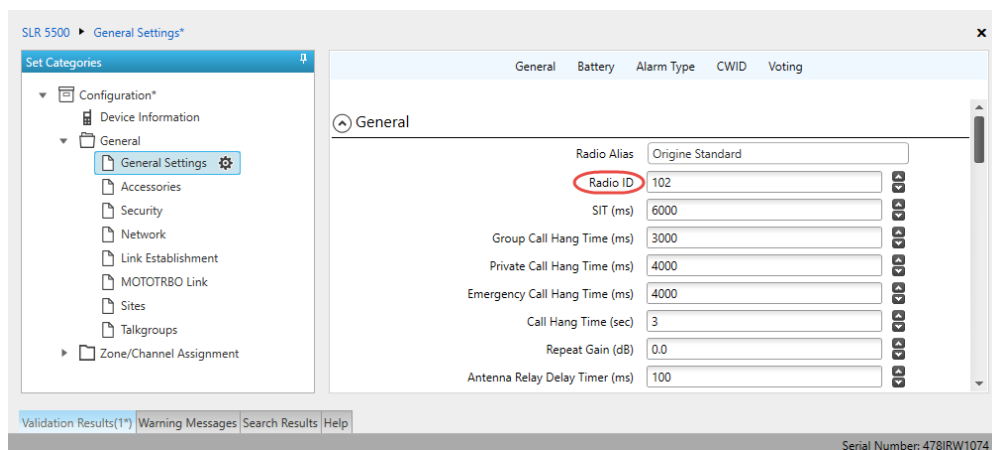 SLR 5500 General Settings*
Set Categories
Configuration*
Device Information
General
General Settings
Accessories
Security
Network
Link Establishment
MOTOTRBO Link
Sites
Talkgroups
Zone/Channel Assignment
General Battery Alarm Type CWID Voting
General
Radio Alias Origine Standard
Radio ID 102
SIT (ms) 6000
Group Call Hang Time (ms) 3000
Private Call Hang Time (ms) 4000
Emergency Call Hang Time (ms) 4000
Call Hang Time (sec) 3
Repeat Gain (dB) 0.0
Antenna Relay Delay Timer (ms) 100
Validation Results(1*) Warning Messages Search Results Help
Serial Number: 478IRW1074